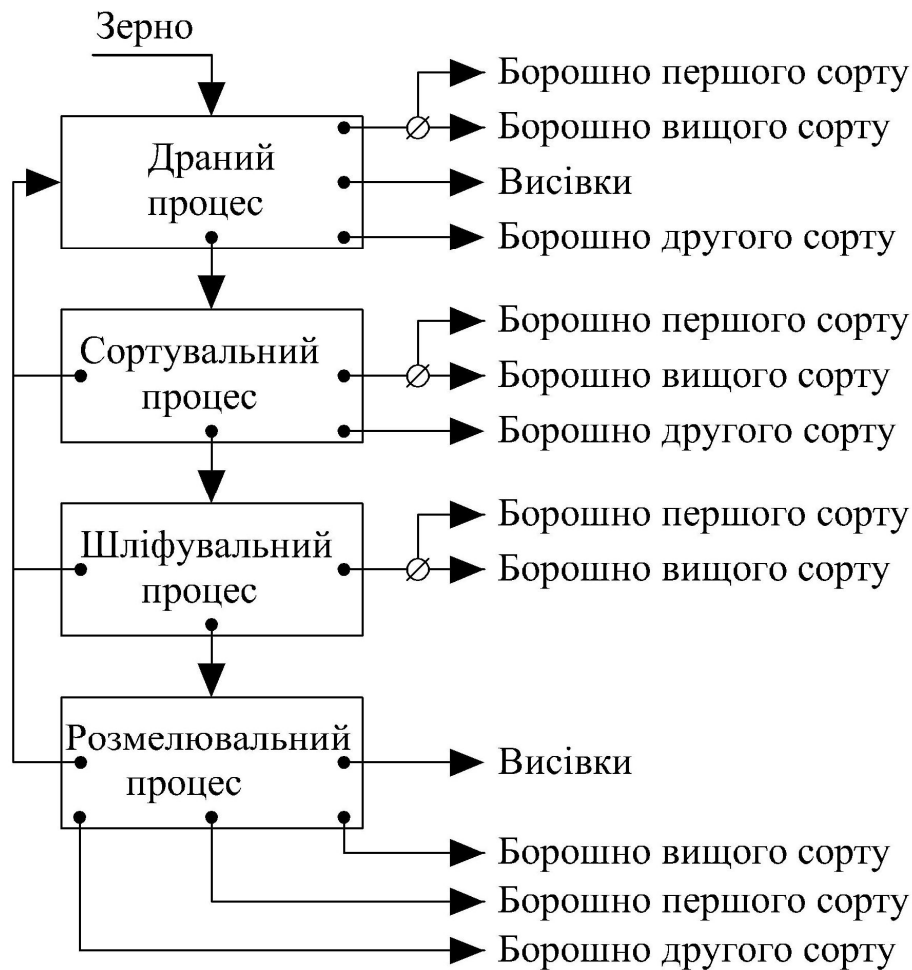 Зерно
Борошно першого сорту
Борошно вищого сорту
Драний
процес
Висівки
Борошно другого сорту
Борошно першого сорту
Сортувальний
процес
Борошно вищого сорту
Борошно другого сорту
Борошно першого сорту
Шліфувальний
процес
Борошно вищого сорту
Розмелювальний
процес
Висівки
Борошно вищого сорту
Борошно першого сорту
Борошно другого сорту